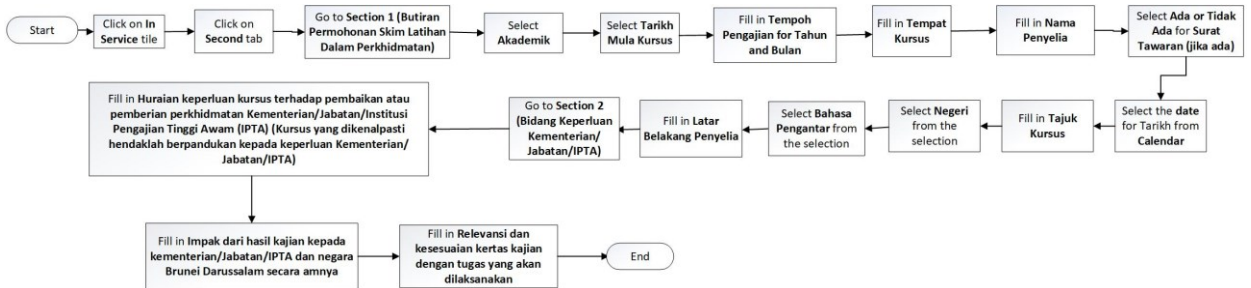 Start
Click on In
Service tile
Click on
Second tab
Go to Section 1 (Butiran
Permohonan Skim Latihan
Dalam Perkhidmatan)
Select
Akademik
Select Tarikh
Mula Kursus
Fill in Tempoh
Pengajian for Tahun
and Bulan
Fill in Tempat
Kursus
Fill in Nama
Penyelia
Select Ada or Tidak
Ada for Surat
Tawaran (jika ada)
Select the date
for Tarikh from
Calendar
Fill in Tajuk
Kursus
Select Negeri
from the
selection
Select Bahasa
Pengantar from
the selection
Fill in Latar
Belakang Penyelia
Go to Section 2
(Bidang Keperluan
Kementerian/
Jabatan/IPTA)
Fill in Huraian keperluan kursus terhadap pembaikan atau
pemberian perkhidmatan Kementerian/Jabatan/Institusi
Pengajian Tinggi Awam (IPTA) (Kursus yang dikenalpasti
hendaklah berpandukan kepada keperluan Kementerian/
Jabatan/IPTA)
Fill in Impak dari hasil kajian kepada
kementerian/Jabatan/IPTA dan negara
Brunei Darussalam secara amnya
Fill in Relevansi dan
kesesuaian kertas kajian
dengan tugas yang akan
dilaksanakan
End